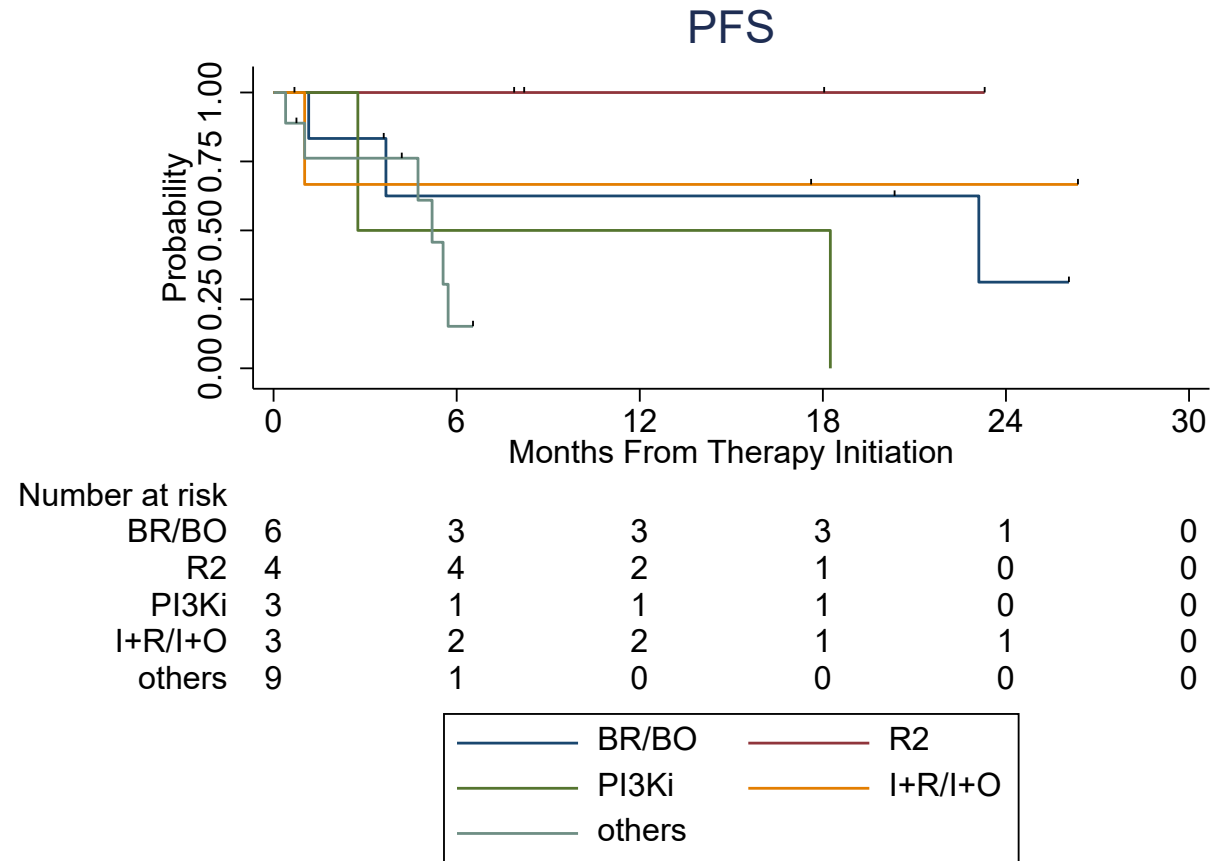 PFS
Probability
1.00
0.75
0.50
0.25
0.00
0 6 12 18 24 30
Months From Therapy Initiation
Number at risk
BR/BO 6 3 3 3 1 0
R2 4 4 2 1 0 0
PI3Ki 3 1 1 1 0 0
I+R/I+O 3 2 2 1 1 0
others 9 1 0 0 0 0
BR/BO R2
PI3Ki I+R/I+O
others